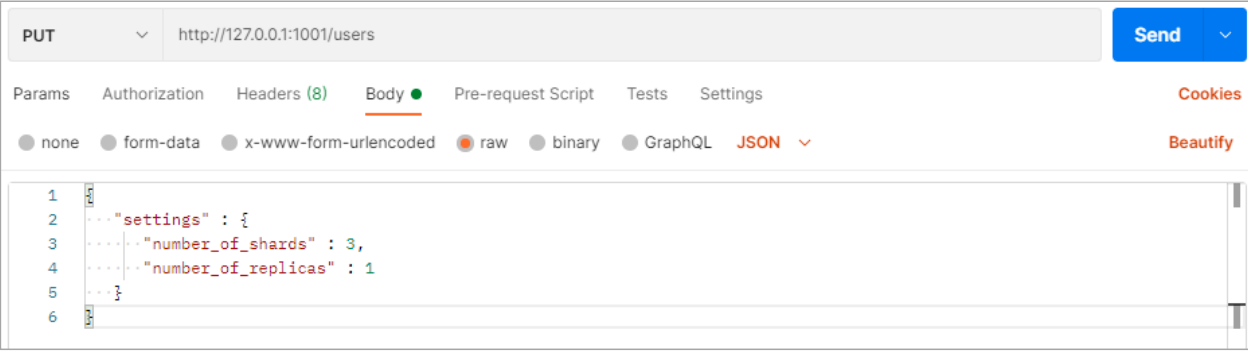 PUT http://127.0.0.1:1001/users Send
Params Authorization Headers (8) Body Pre-request Script Tests Settings Cookies
none form-data x-www-form-urlencoded raw binary GraphQL JSON Beautify
1 {
2 "settings" : {
3 "number_of_shards" : 3,
4 "number_of_replicas" : 1
5 }
6 }